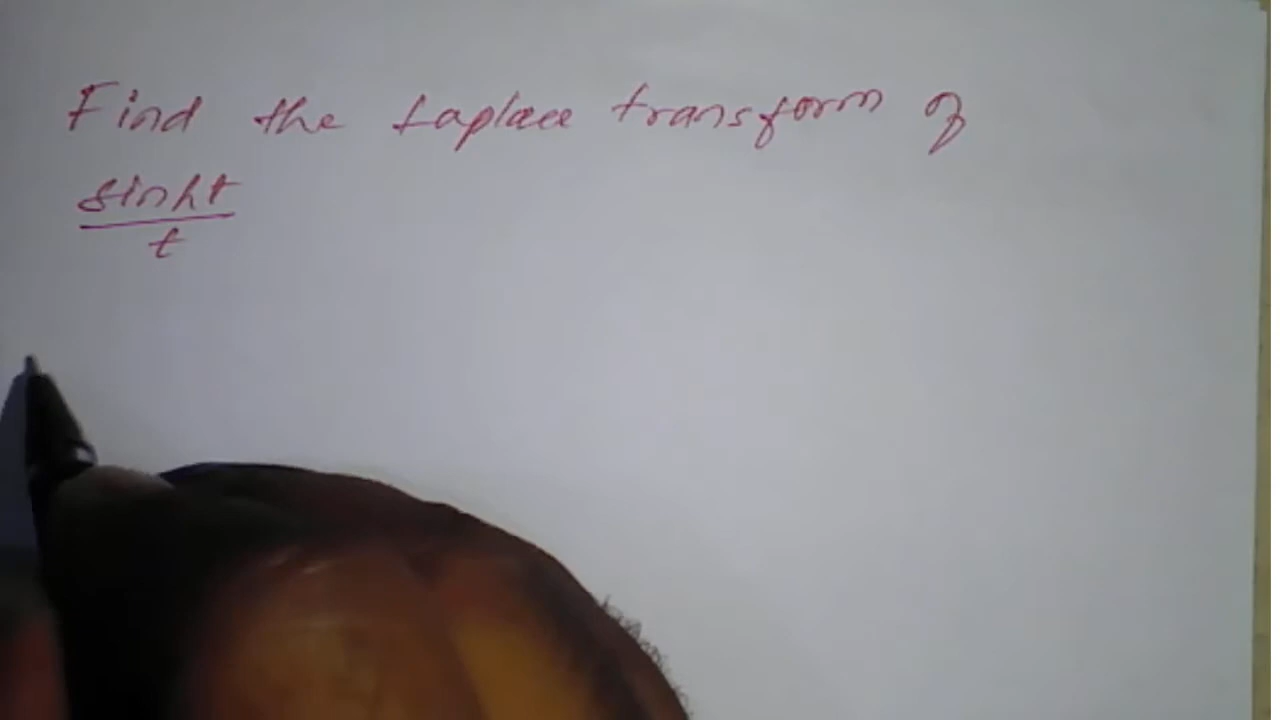 Find the Laplace transform of
sinht
t